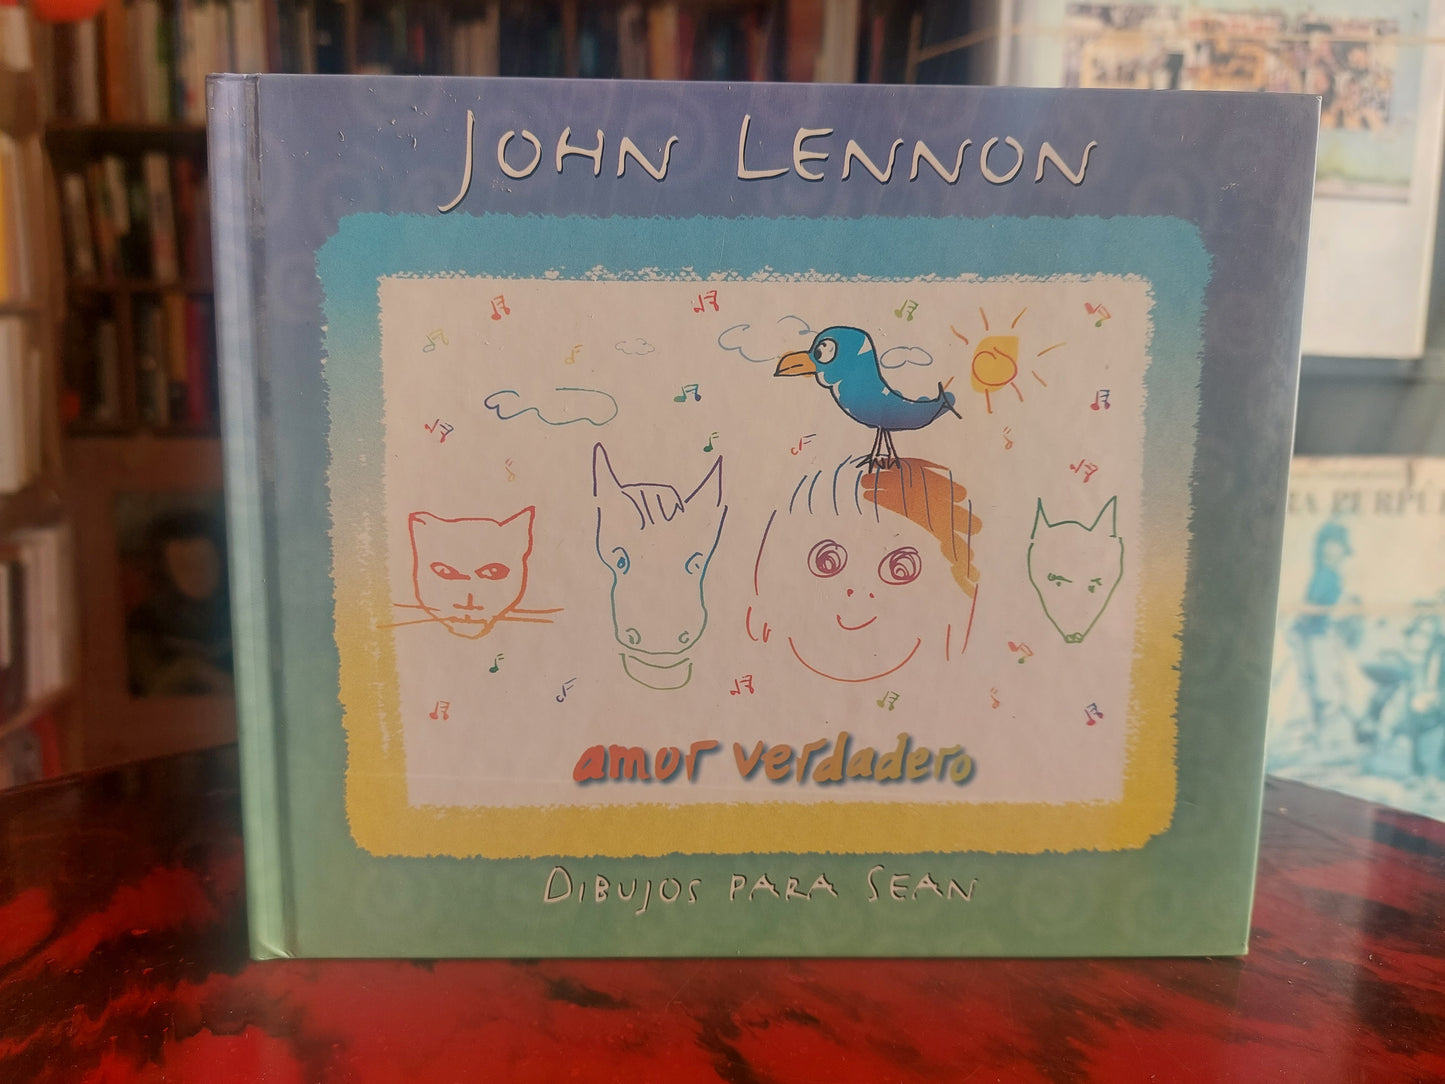 JOHN LENNON
amor verdadero
DIBUJOS PARA SEAN